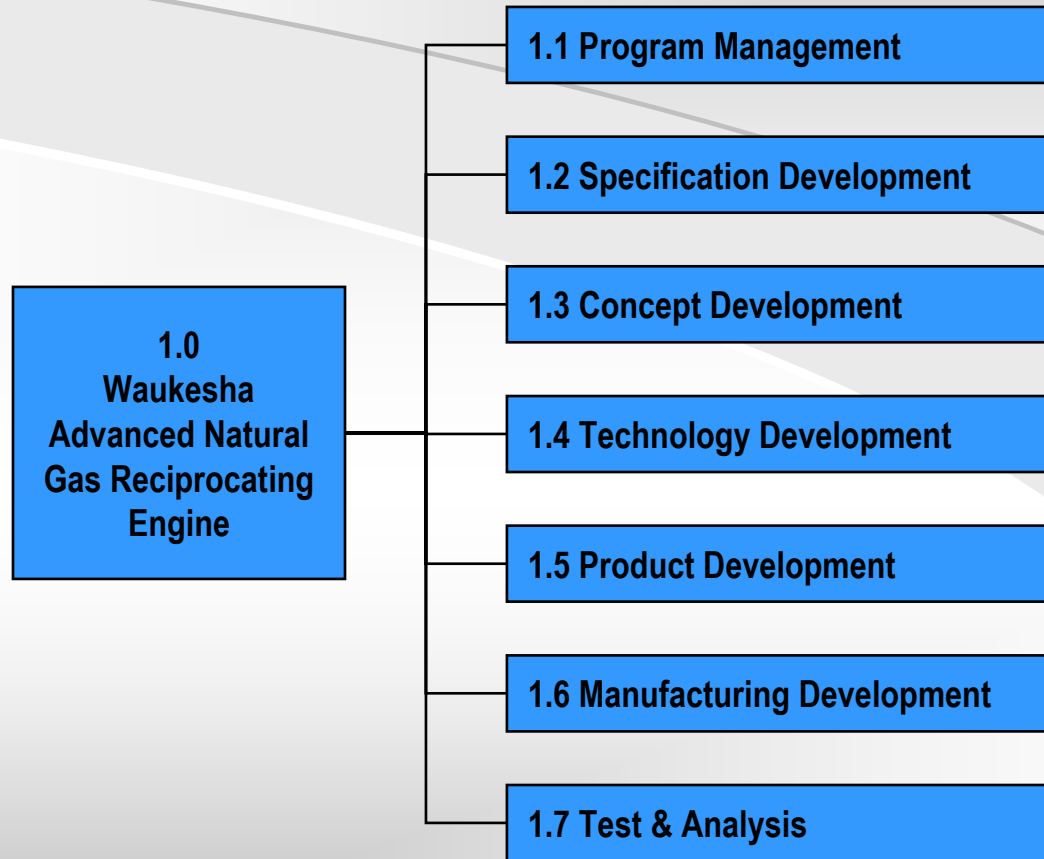 1.1 Program Management
1.2 Specification Development
1.3 Concept Development
1.0
Waukesha
Advanced Natural
Gas Reciprocating
Engine
1.4 Technology Development
1.5 Product Development
1.6 Manufacturing Development
1.7 Test & Analysis